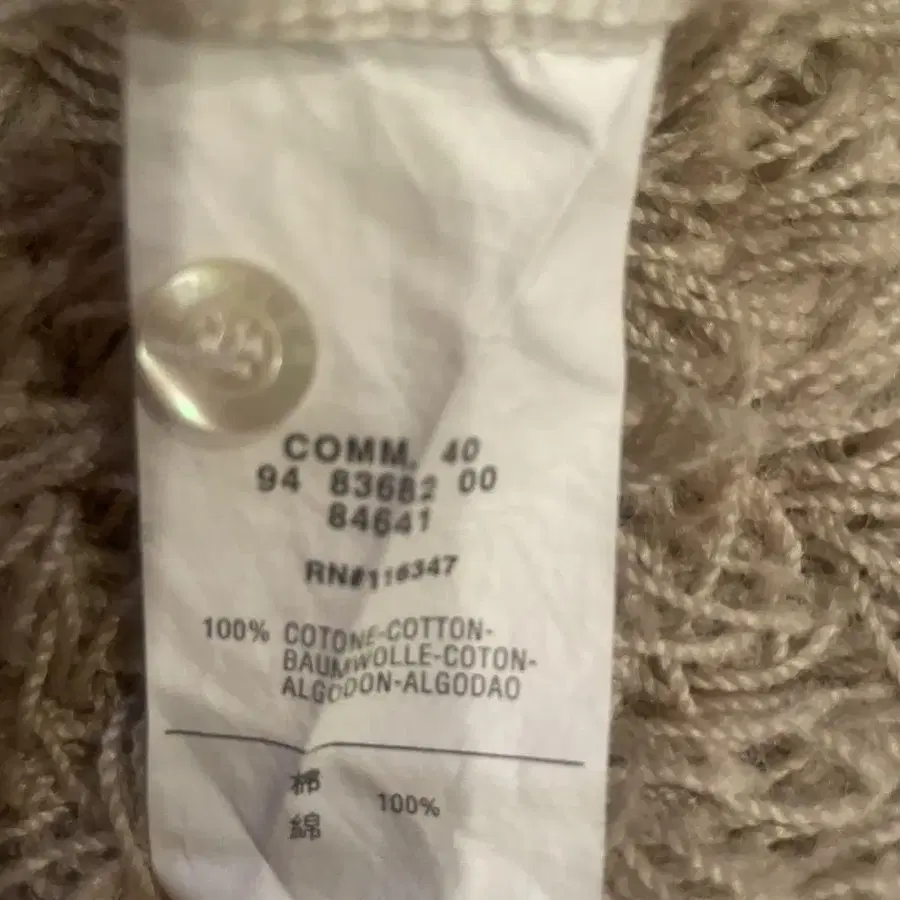 COMM. 40
94 83682 00
84641
RN#116347
100% COTONE-COTTON-
BAUMWOLLE-COTON-
ALGODON-ALGODAO
棉
綿
100%